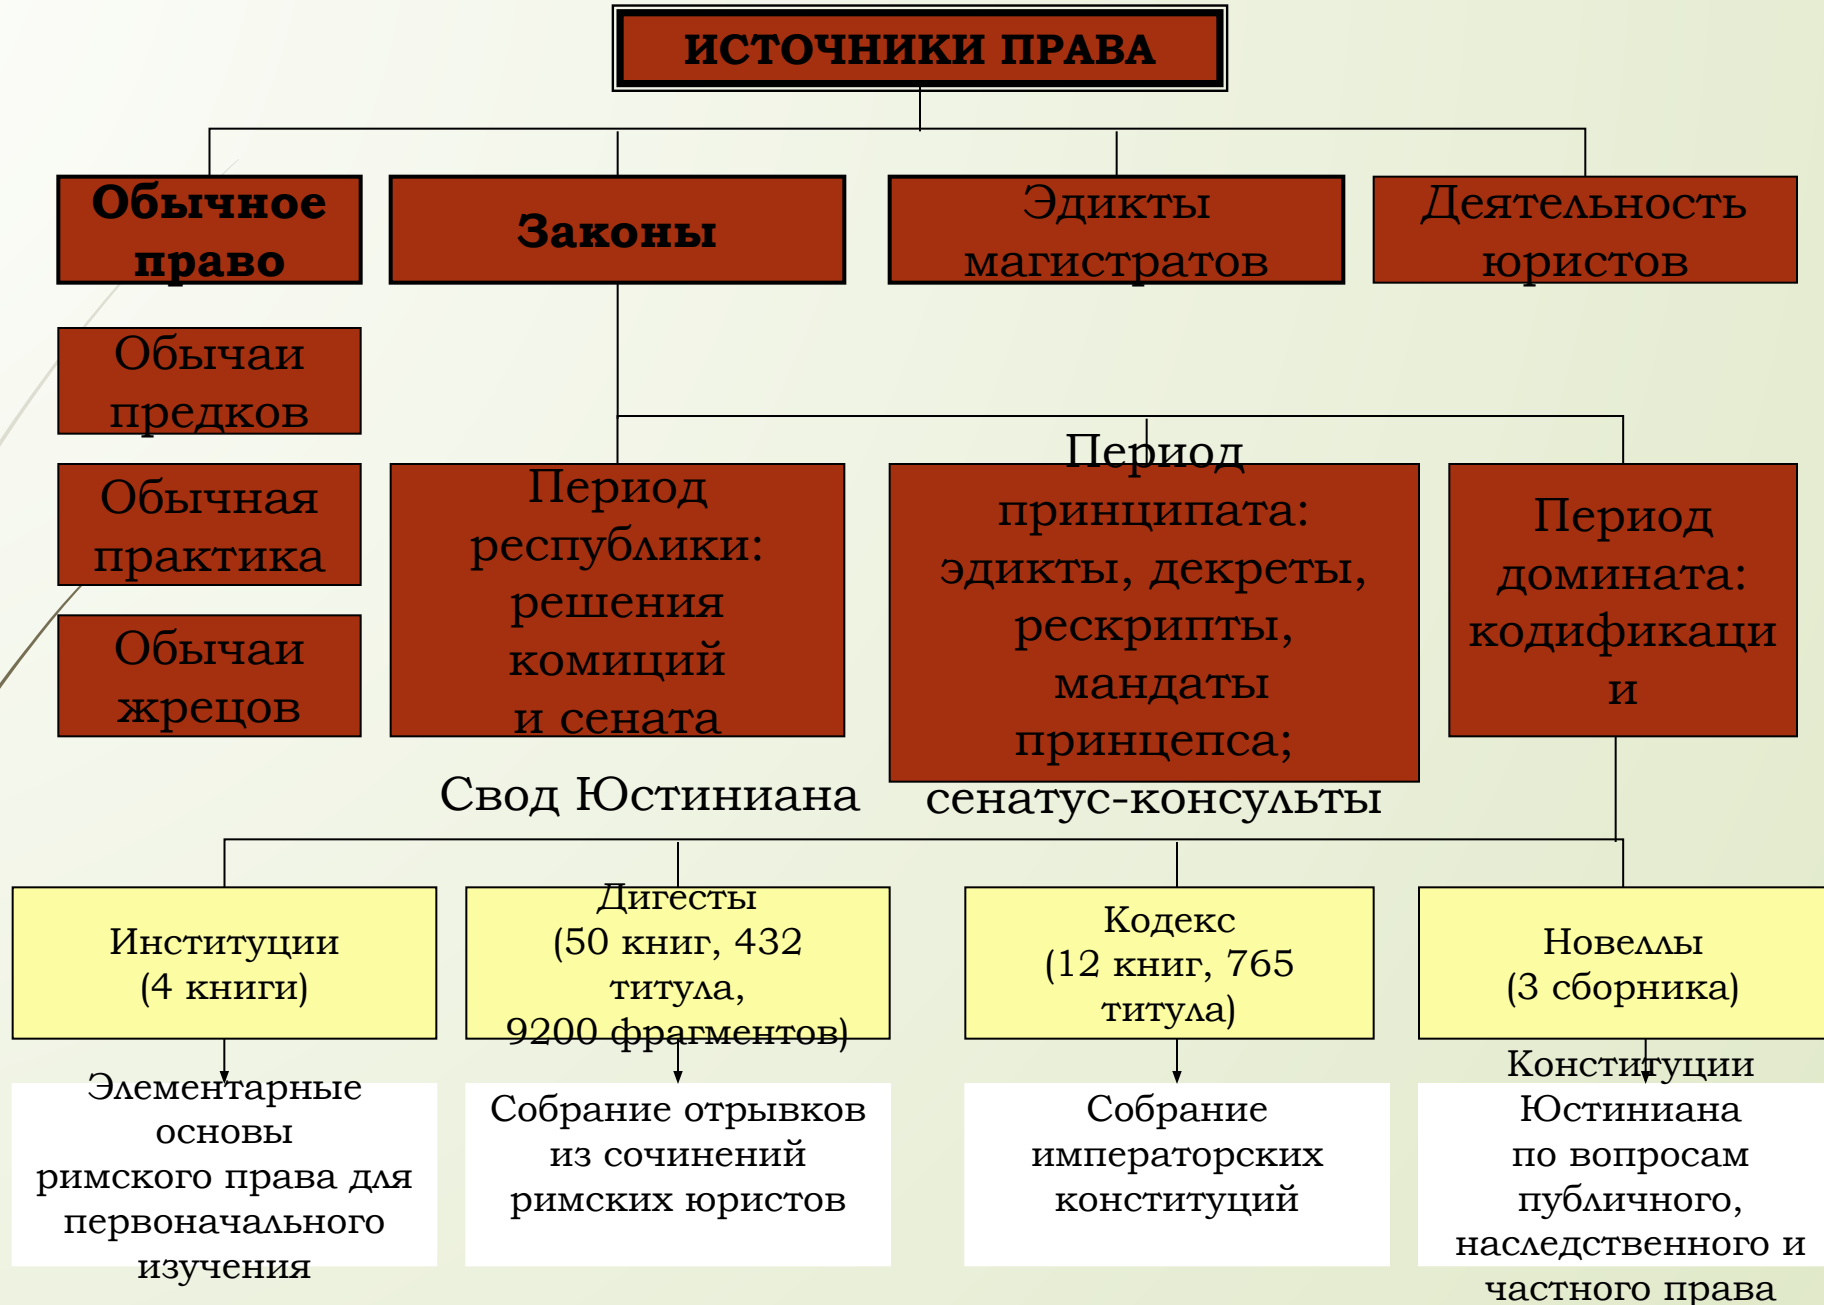 ИСТОЧНИКИ ПРАВА
Обычное
право
Законы
Эдикты
магистратов
Деятельность
юристов
Обычаи
предков
Обычная
практика
Обычаи
жрецов
Период
республики:
решения
комиций
и сената
Период
принципата:
эдикты, декреты,
рескрипты,
мандаты
принцепса;
сенатус-консульты
Период
домината:
кодификаци
и
Свод Юстиниана
Институции
(4 книги)
Дигесты
(50 книг, 432
титула,
9200 фрагментов)
Кодекс
(12 книг, 765
титула)
Новеллы
(3 сборника)
Элементарные
основы
римского права для
первоначального
изучения
Собрание отрывков
из сочинений
римских юристов
Собрание
императорских
конституций
Конституции
Юстиниана
по вопросам
публичного,
наследственного и
частного права